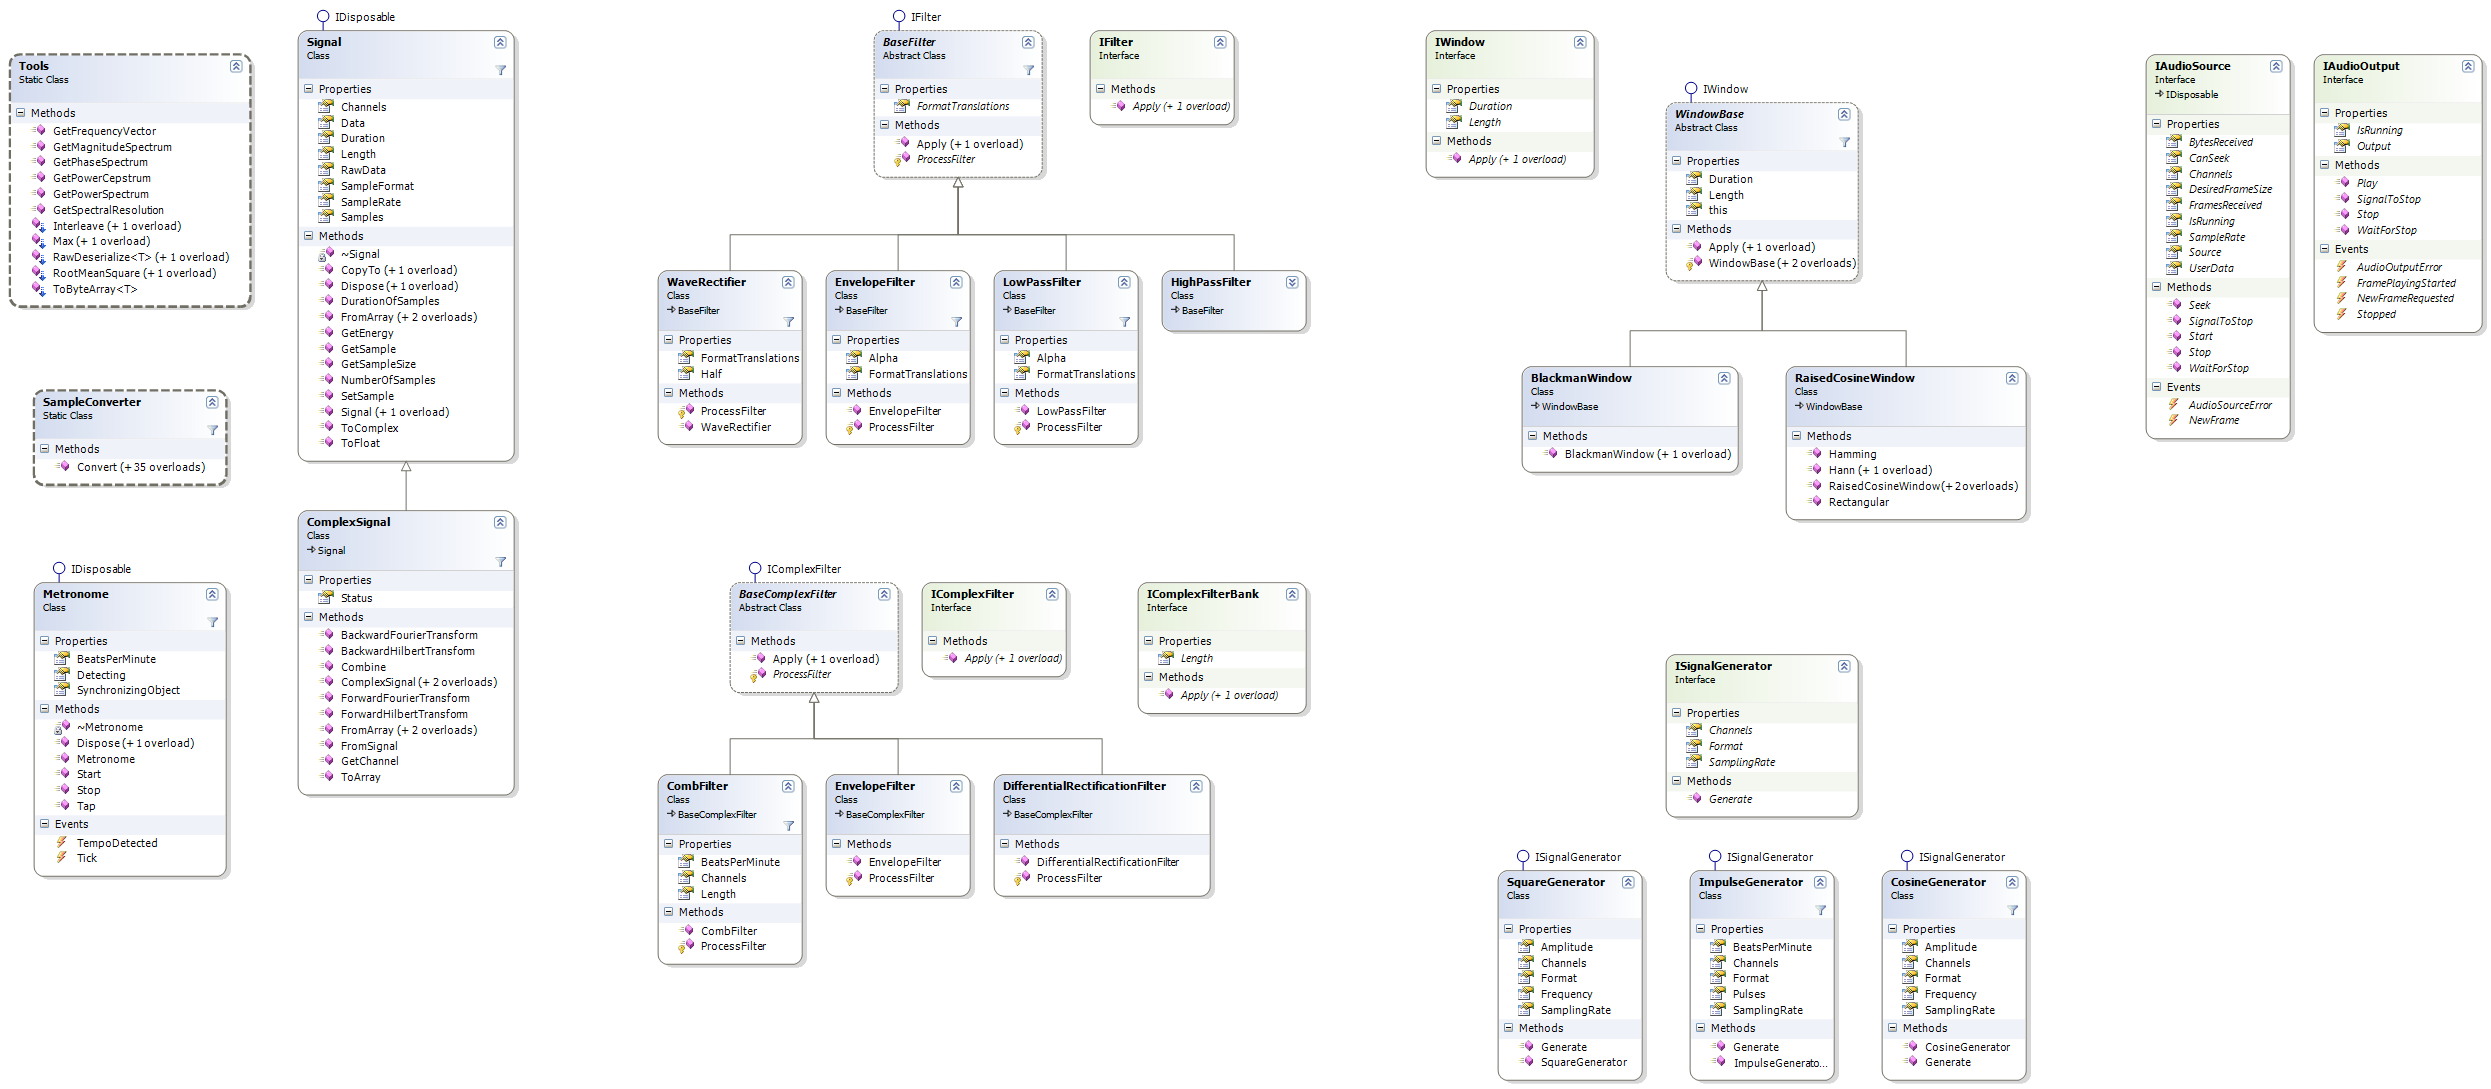 Tools
Static Class
Methods
GetFrequencyVector
GetMagnitudeSpectrum
GetPhaseSpectrum
GetPowerCepstrum
GetPowerSpectrum
GetSpectralResolution
Interleave (+ 1 overload)
Max (+ 1 overload)
RawDeserialize<T> (+ 1 overload)
RootMeanSquare (+ 1 overload)
ToByteArray<T>
SampleConverter
Static Class
Methods
Convert (+ 35 overloads)
IDisposable
Metronome
Class
Properties
BeatsPerMinute
Detecting
SynchronizingObject
Methods
~Metronome
Dispose (+ 1 overload)
Metronome
Start
Stop
Tap
Events
TempoDetected
Tick
IDisposable
Signal
Class
Properties
Channels
Data
Duration
Length
RawData
SampleFormat
SampleRate
Samples
Methods
~Signal
CopyTo (+ 1 overload)
Dispose (+ 1 overload)
DurationOfSamples
FromArray (+ 2 overloads)
GetEnergy
GetSample
GetSampleSize
NumberOfSamples
SetSample
Signal (+ 1 overload)
ToComplex
ToFloat
ComplexSignal
Class
Signal
Properties
Status
Methods
BackwardFourierTransform
BackwardHilbertTransform
Combine
ComplexSignal (+ 2 overloads)
ForwardFourierTransform
ForwardHilbertTransform
FromArray (+ 2 overloads)
FromSignal
GetChannel
ToArray
IFilter
BaseFilter
Abstract Class
Properties
FormatTranslations
Methods
Apply (+ 1 overload)
ProcessFilter
IFilter
Interface
Methods
Apply (+ 1 overload)
WaveRectifier
Class
BaseFilter
Properties
FormatTranslations
Half
Methods
ProcessFilter
WaveRectifier
EnvelopeFilter
Class
BaseFilter
Properties
Alpha
FormatTranslations
Methods
EnvelopeFilter
ProcessFilter
LowPassFilter
Class
BaseFilter
Properties
Alpha
FormatTranslations
Methods
LowPassFilter
ProcessFilter
HighPassFilter
Class
BaseFilter
IComplexFilter
BaseComplexFilter
Abstract Class
Methods
Apply (+ 1 overload)
ProcessFilter
IComplexFilter
Interface
Methods
Apply (+ 1 overload)
IComplexFilterBank
Interface
Properties
Length
Methods
Apply (+ 1 overload)
CombFilter
Class
BaseComplexFilter
Properties
BeatsPerMinute
Channels
Length
Methods
CombFilter
ProcessFilter
EnvelopeFilter
Class
BaseComplexFilter
Methods
EnvelopeFilter
ProcessFilter
DifferentialRectificationFilter
Class
BaseComplexFilter
Methods
DifferentialRectificationFilter
ProcessFilter
IWindow
Interface
Properties
Duration
Length
Methods
Apply (+ 1 overload)
IWindow
WindowBase
Abstract Class
Properties
Duration
Length
this
Methods
Apply (+ 1 overload)
WindowBase (+ 2 overloads)
BlackmanWindow
Class
WindowBase
Methods
BlackmanWindow (+ 1 overload)
RaisedCosineWindow
Class
WindowBase
Methods
Hamming
Hann (+ 1 overload)
RaisedCosineWindow (+ 2 overloads)
Rectangular
ISignalGenerator
Interface
Properties
Channels
Format
SamplingRate
Methods
Generate
ISignalGenerator
SquareGenerator
Class
Properties
Amplitude
Channels
Format
Frequency
SamplingRate
Methods
Generate
SquareGenerator
ISignalGenerator
ImpulseGenerator
Class
Properties
BeatsPerMinute
Channels
Format
Pulses
SamplingRate
Methods
Generate
ImpulseGenerato...
ISignalGenerator
CosineGenerator
Class
Properties
Amplitude
Channels
Format
Frequency
SamplingRate
Methods
CosineGenerator
Generate
IAudioSource
Interface
IDisposable
Properties
BytesReceived
CanSeek
Channels
DesiredFrameSize
FramesReceived
IsRunning
SampleRate
Source
UserData
Methods
Seek
SignalToStop
Start
Stop
WaitForStop
Events
AudioSourceError
NewFrame
IAudioOutput
Interface
Properties
IsRunning
Output
Methods
Play
SignalToStop
Stop
WaitForStop
Events
AudioOutputError
FramePlayingStarted
NewFrameRequested
Stopped